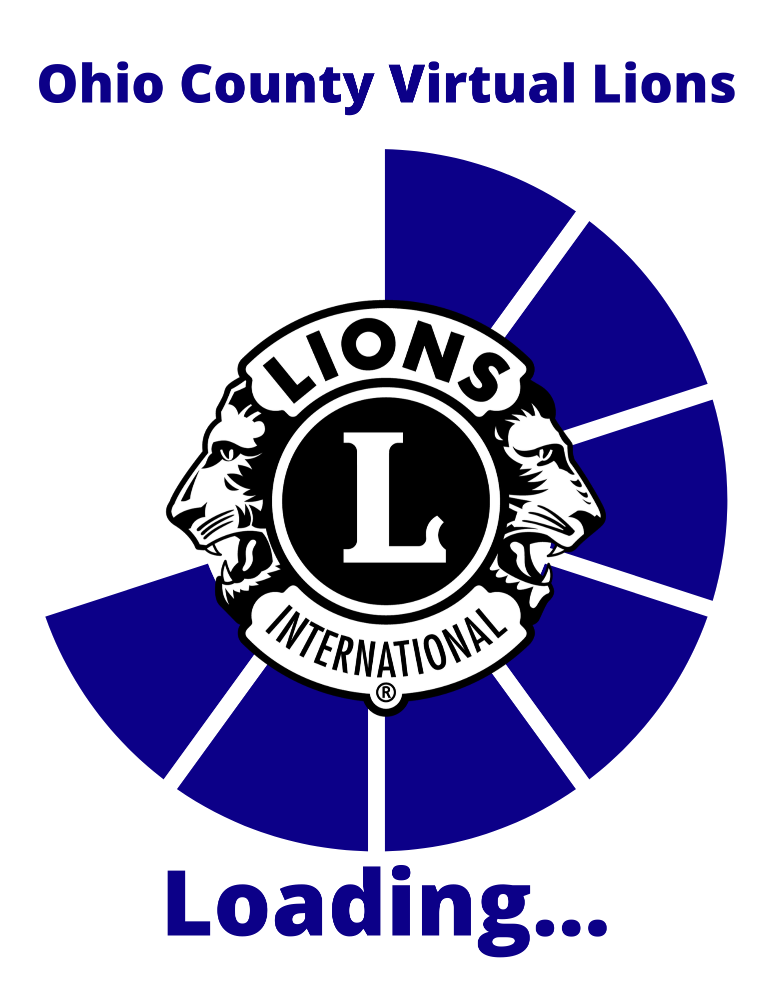 Ohio County Virtual Lions
LIONS
L
INTERNATIONAL
®
Loading...